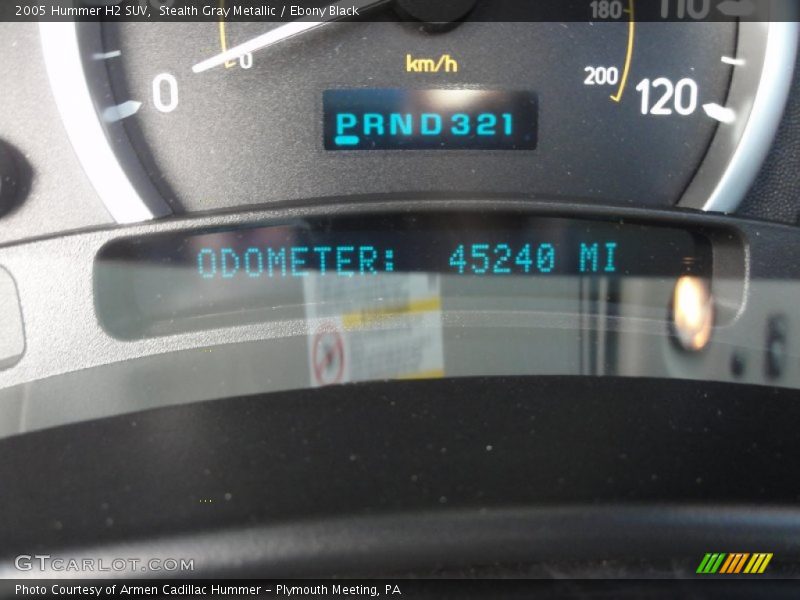 2005 Hummer H2 SUV, Stealth Gray Metallic / Ebony Black
180 110
0 0 km/h 200 120
PRND321
ODOMETER: 45240 MI
GTCARLOT.COM
Photo Courtesy of Armen Cadillac Hummer - Plymouth Meeting, PA